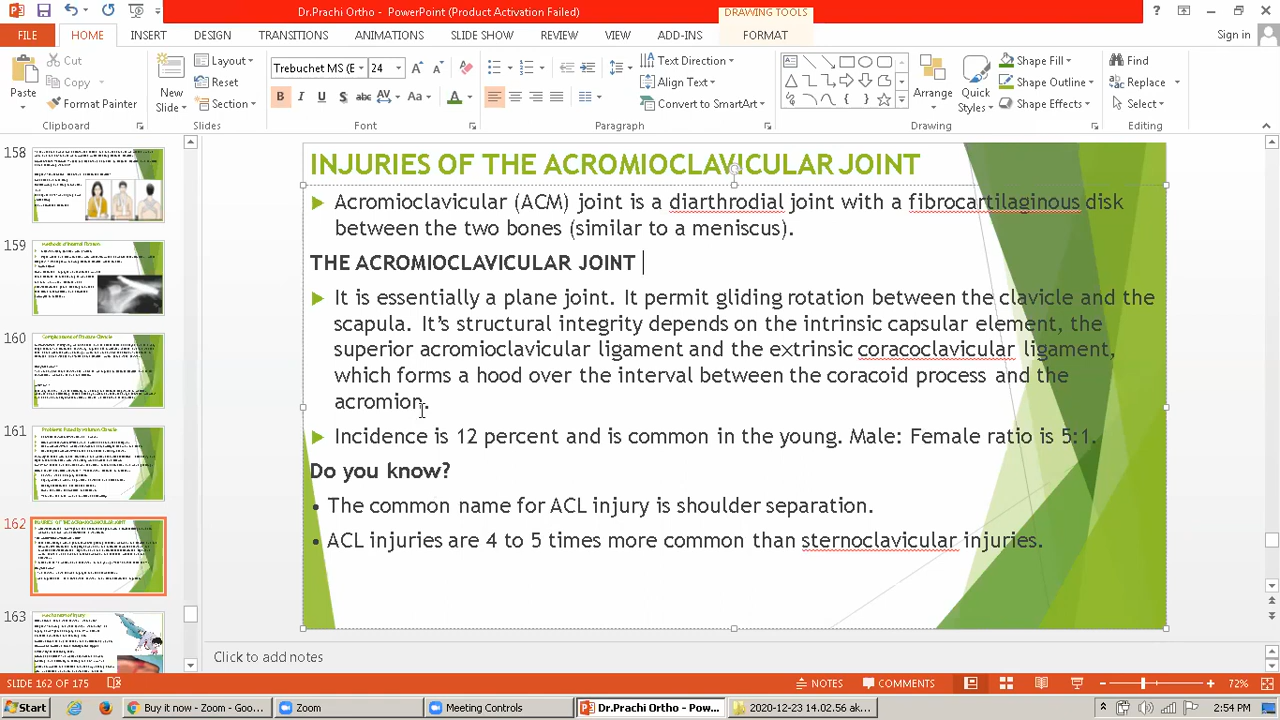 Dr.Prachi Ortho - PowerPoint (Product Activation Failed)
DRAWING TOOLS
FILE HOME INSERT DESIGN TRANSITIONS ANIMATIONS SLIDE SHOW REVIEW VIEW ADD-INS FORMAT Sign in
Paste
Cut
Copy
Format Painter
Clipboard
New Slide
Layout
Reset
Section
Slides
Trebuchet MS (E 24
Font
Text Direction
Align Text
Convert to SmartArt
Paragraph
Arrange
Quick Styles
Shape Fill
Shape Outline
Shape Effects
Drawing
Find
Replace
Select
Editing
158
159
160
161
162
163
INJURIES OF THE ACROMIOCLAVICULAR JOINT
Acromioclavicular (ACM) joint is a diarthrodial joint with a fibrocartilaginous disk
between the two bones (similar to a meniscus).
THE ACROMIOCLAVICULAR JOINT
It is essentially a plane joint. It permit gliding rotation between the clavicle and the
scapula. It’s structural integrity depends on the intrinsic capsular element, the
superior acromioclavicular ligament and the extrinsic coracoclavicular ligament,
which forms a hood over the interval between the coracoid process and the
acromion.
Incidence is 12 percent and is common in the young. Male: Female ratio is 5:1.
Do you know?
• The common name for ACL injury is shoulder separation.
• ACL injuries are 4 to 5 times more common than sternoclavicular injuries.
Click to add notes
SLIDE 162 OF 175 NOTES COMMENTS 72%
Start Buy it now - Zoom - Goo... Zoom Meeting Controls Dr.Prachi Ortho - Pow... 2020-12-23 14.02.56 ak... 2:54 PM